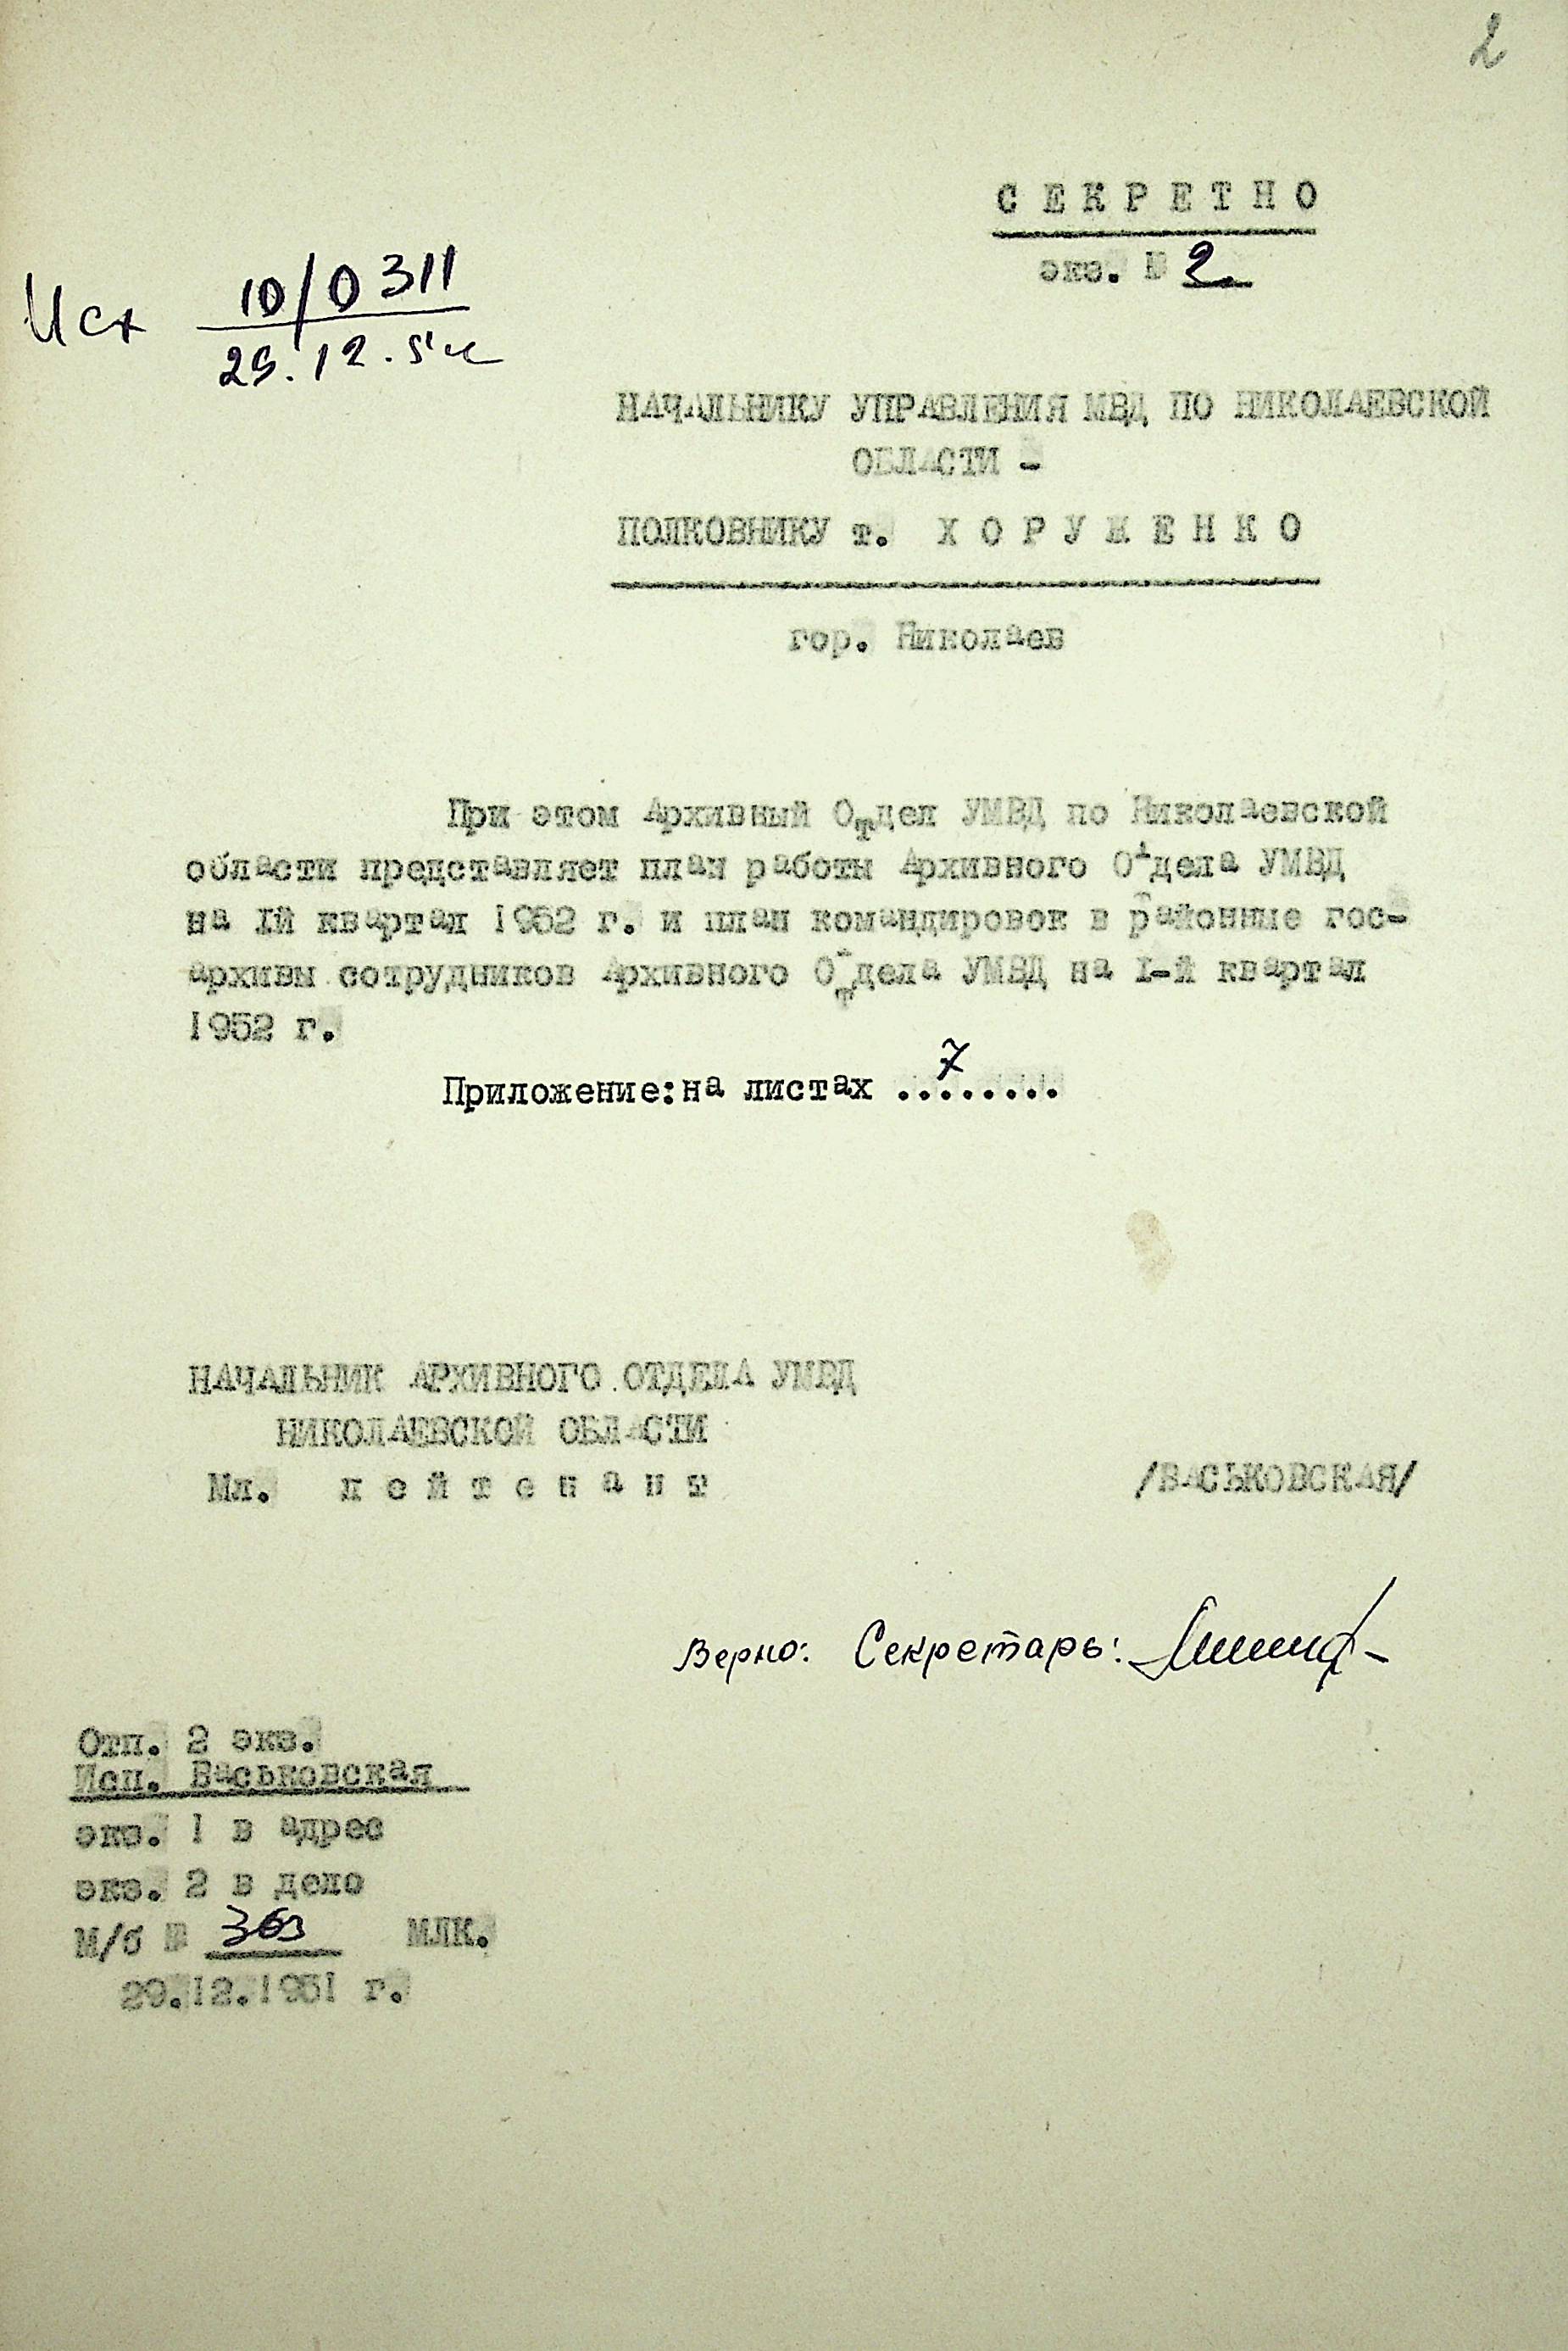 2
СЕКРЕТНО
экз. № 2
Исх 10/0311
29.12.51г
НАЧАЛЬНИКУ УПРАВЛЕНИЯ МВД ПО НИКОЛАЕВСКОЙ
ОБЛАСТИ -
ПОЛКОВНИКУ т. ХОРУЖЕНКО
гор. Николаев
При этом Архивный Отдел УМВД по Николаевской
области представляет план работы Архивного Отдела УМВД
на Iй квартал 1952 г. и план командировок в районные гос-
архивы сотрудников Архивного Отдела УМВД на I-й квартал
1952 г.
Приложение:на листах ..7......
НАЧАЛЬНИК АРХИВНОГО ОТДЕЛА УМВД
НИКОЛАЕВСКОЙ ОБЛАСТИ
Мл. лейтенант /ВАСЬКОВСКАЯ/
Верно: Секретарь:
Отп. 2 экз.
Исп. Васьковская
экз. 1 в адрес
экз. 2 в дело
М/б № 363 МЛК.
29.12.1951 г.